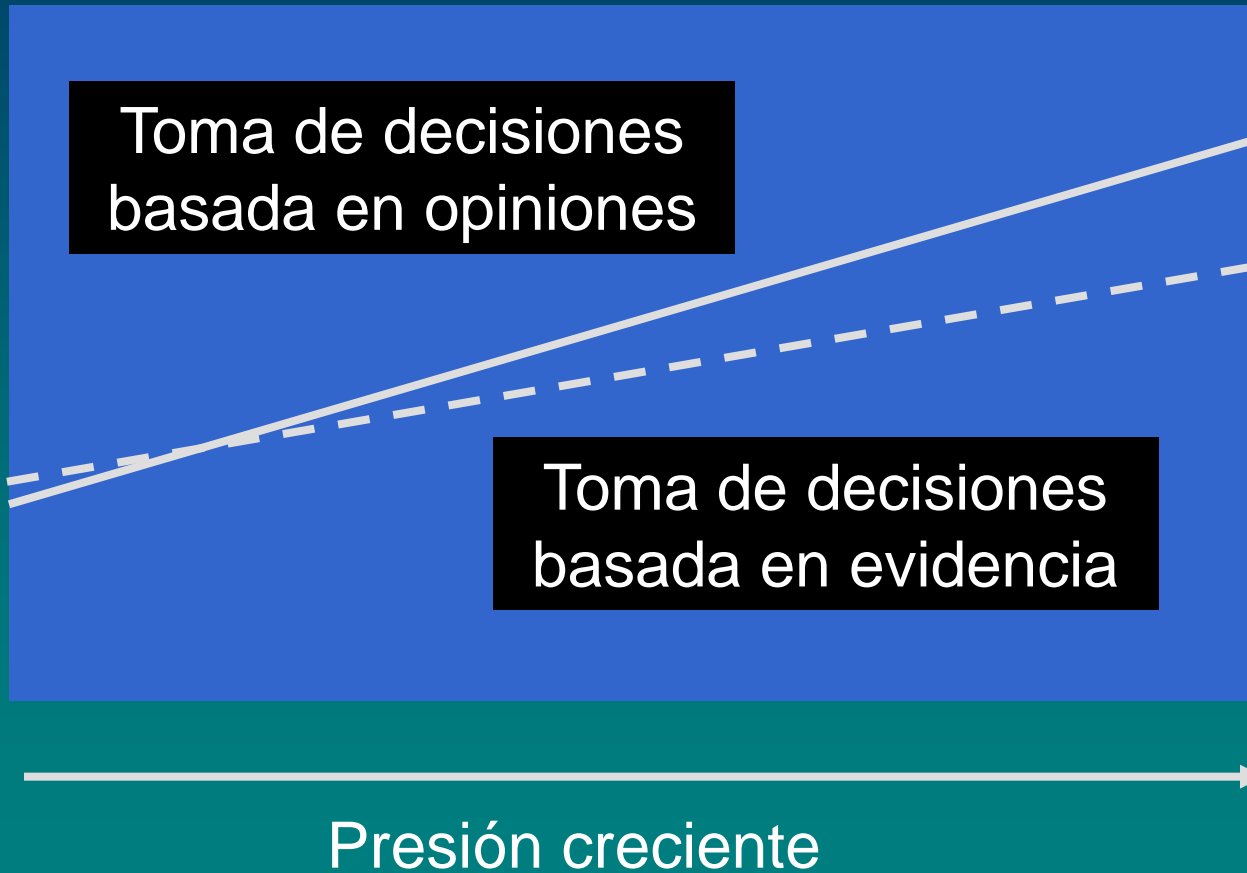 Toma de decisiones
basada en opiniones
Toma de decisiones
basada en evidencia
Presión creciente